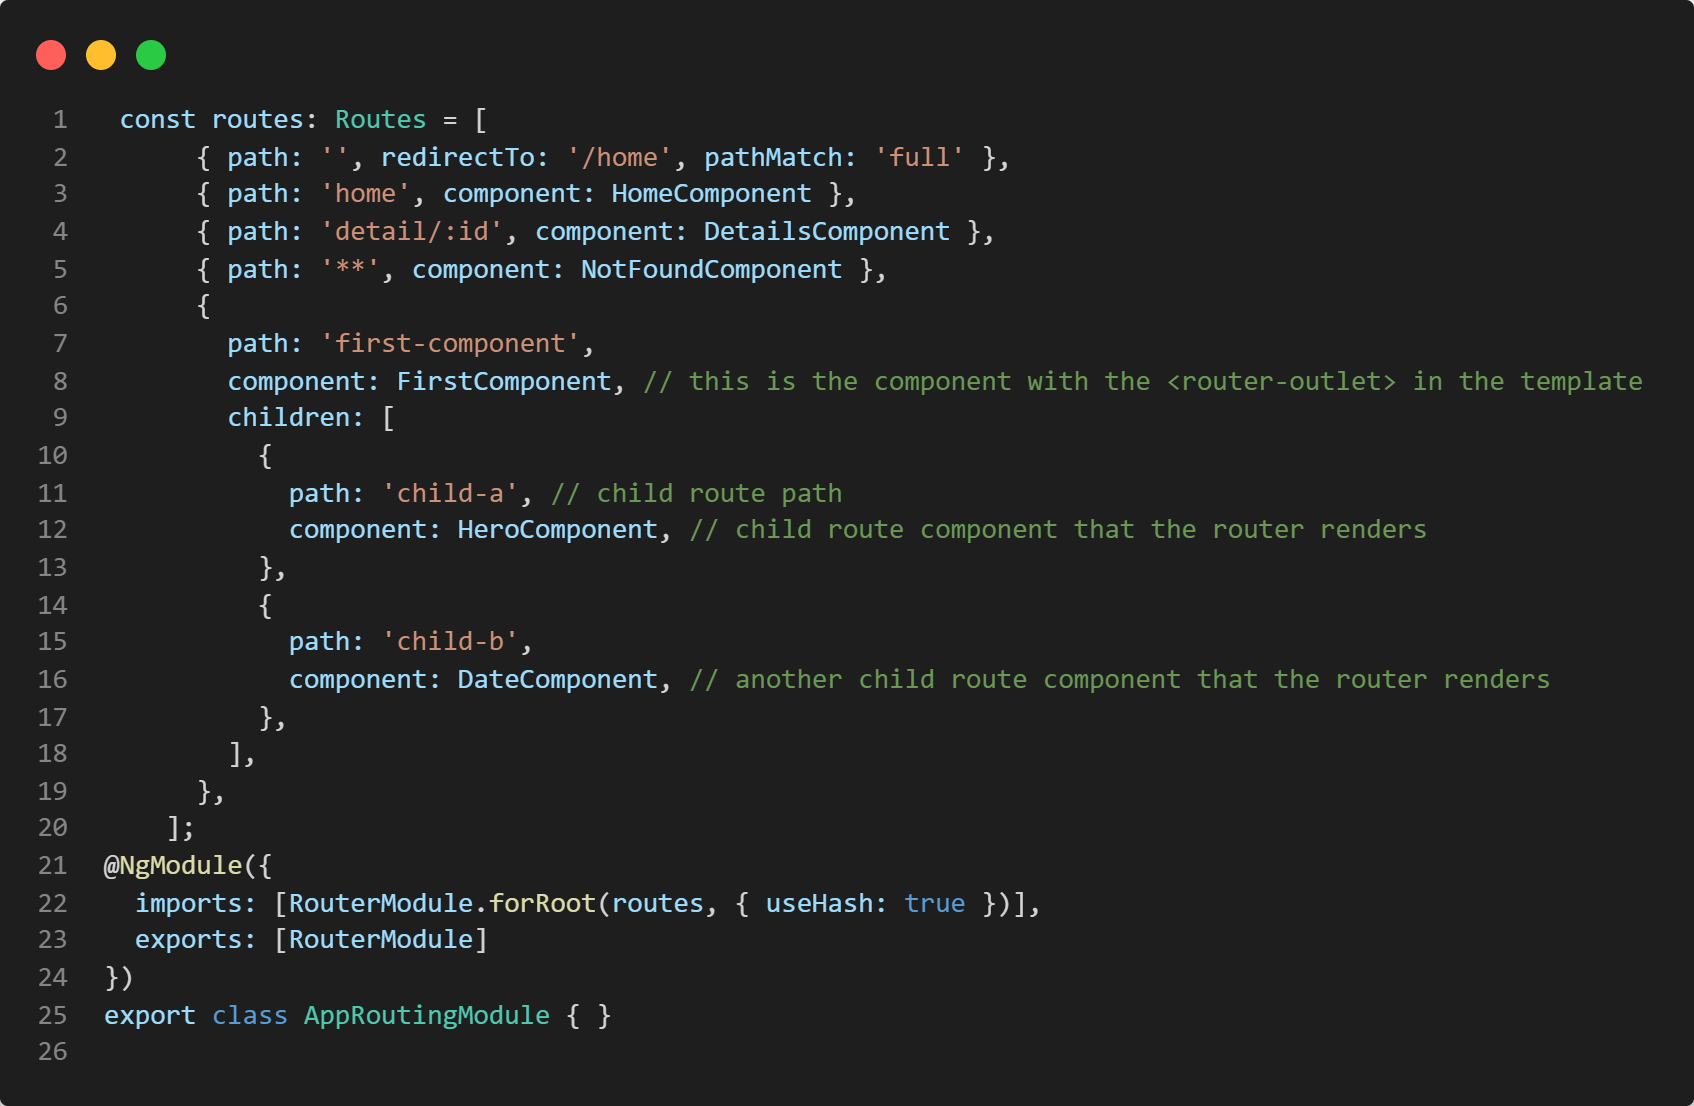 1 const routes: Routes = [
2 { path: '', redirectTo: '/home', pathMatch: 'full' },
3 { path: 'home', component: HomeComponent },
4 { path: 'detail/:id', component: DetailsComponent },
5 { path: '**', component: NotFoundComponent },
6 {
7 path: 'first-component',
8 component: FirstComponent, // this is the component with the <router-outlet> in the template
9 children: [
10 {
11 path: 'child-a', // child route path
12 component: HeroComponent, // child route component that the router renders
13 },
14 {
15 path: 'child-b',
16 component: DateComponent, // another child route component that the router renders
17 },
18 ],
19 },
20 ];
21 @NgModule({
22 imports: [RouterModule.forRoot(routes, { useHash: true })],
23 exports: [RouterModule]
24 })
25 export class AppRoutingModule { }
26